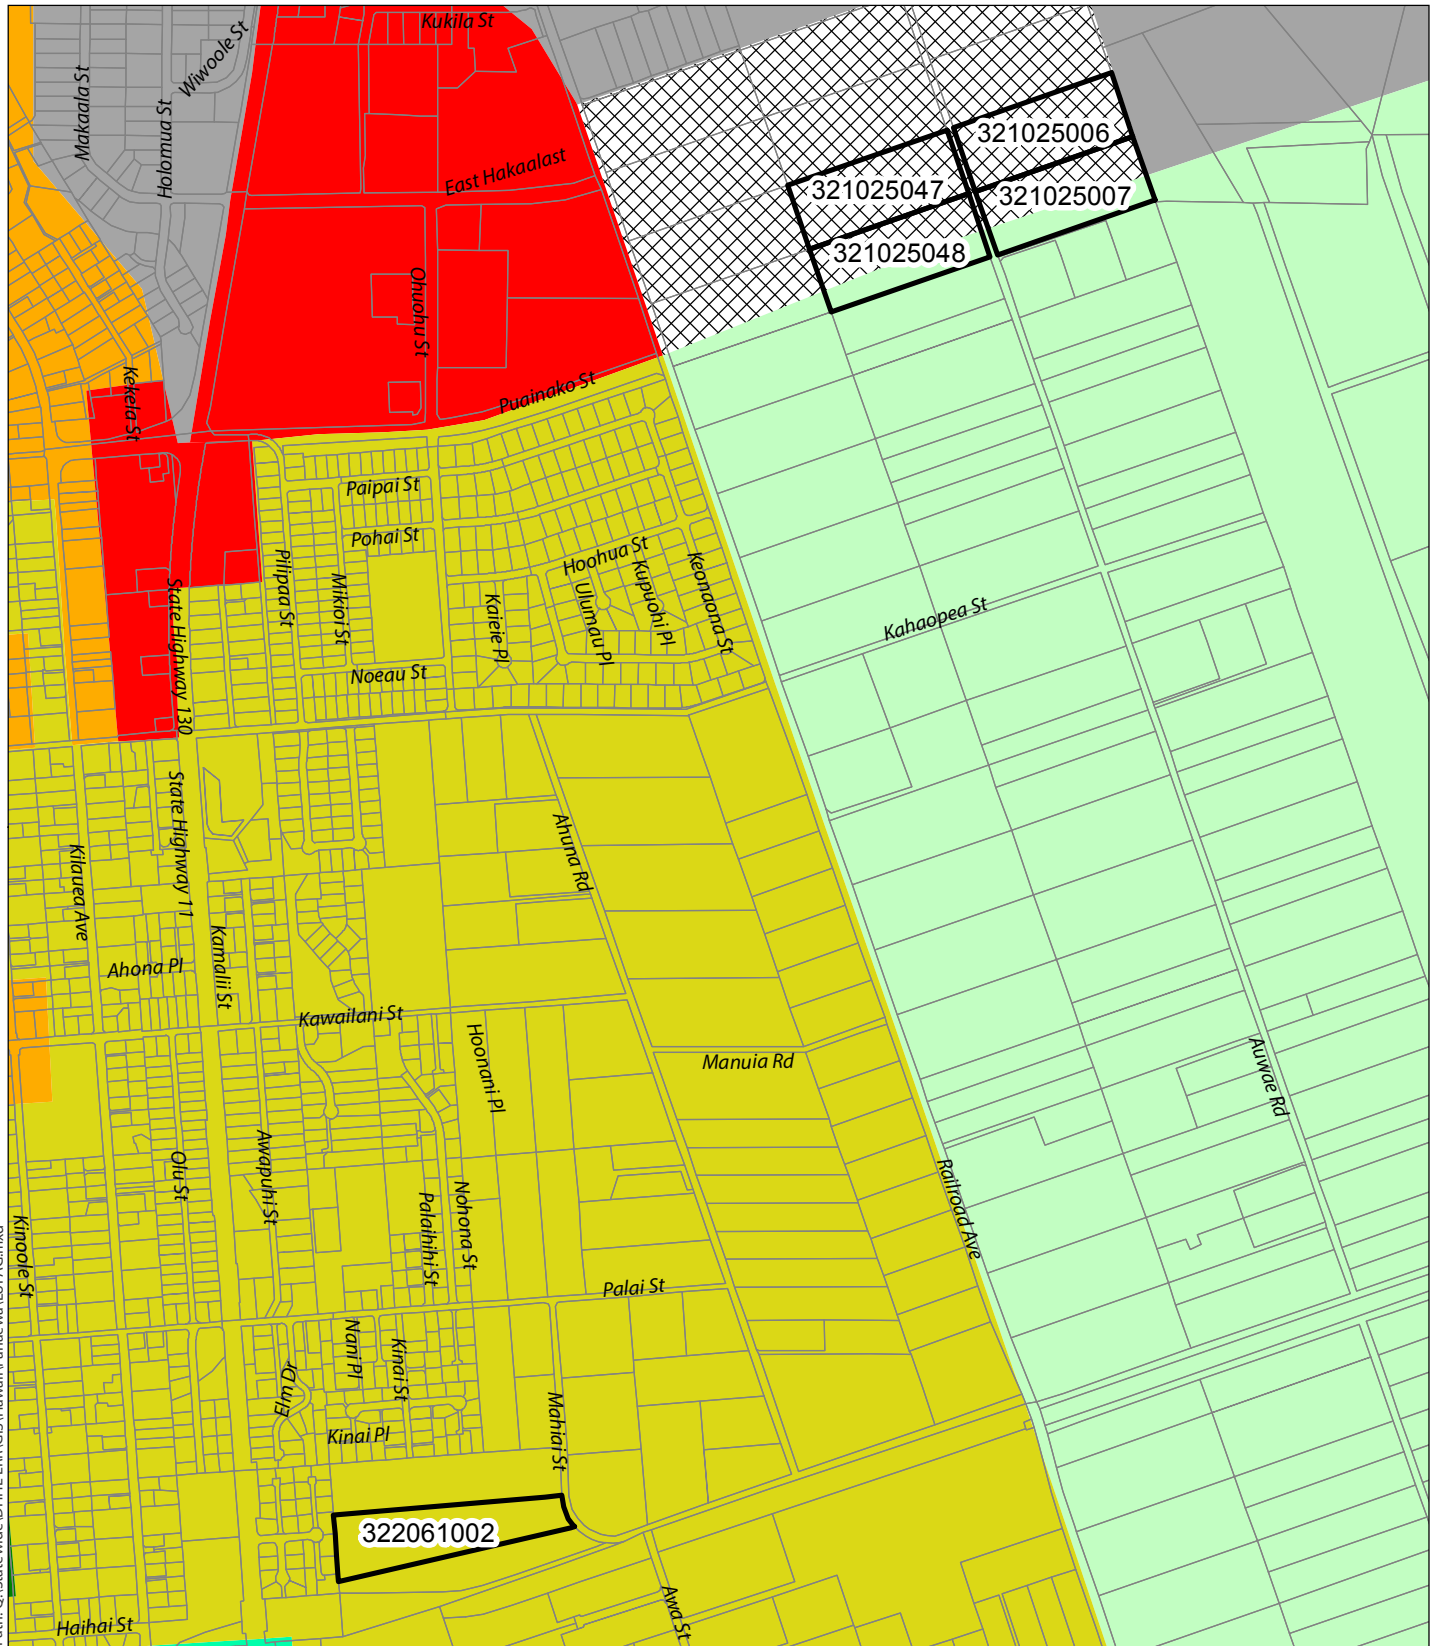 Kukila St
Wiwoole St
Makaala St
Holomua St
East Hakaalast
321025006
321025047
321025007
321025048
Ohuohu St
Kekela St
Puainako St
Paipai St
Pohai St
Pilipaa St
Mikioi St
Hoohua St
Kupuohi Pl
Keonaona St
Ulumau Pl
Kaieie Pl
Kahaopea St
State Highway 130
Noeau St
State Highway 11
Ahuna Rd
Kilauea Ave
Kamalii St
Ahona Pl
Kawailani St
Hoonani Pl
Manuia Rd
Auwae Rd
Olu St
Awapuhi St
Palaihihi St
Nohona St
Railroad Ave
Kinoole St
Palai St
Nani Pl
Kinai St
Elm Dr
Mahiai St
Kinai Pl
322061002
Awa St
Haihai St